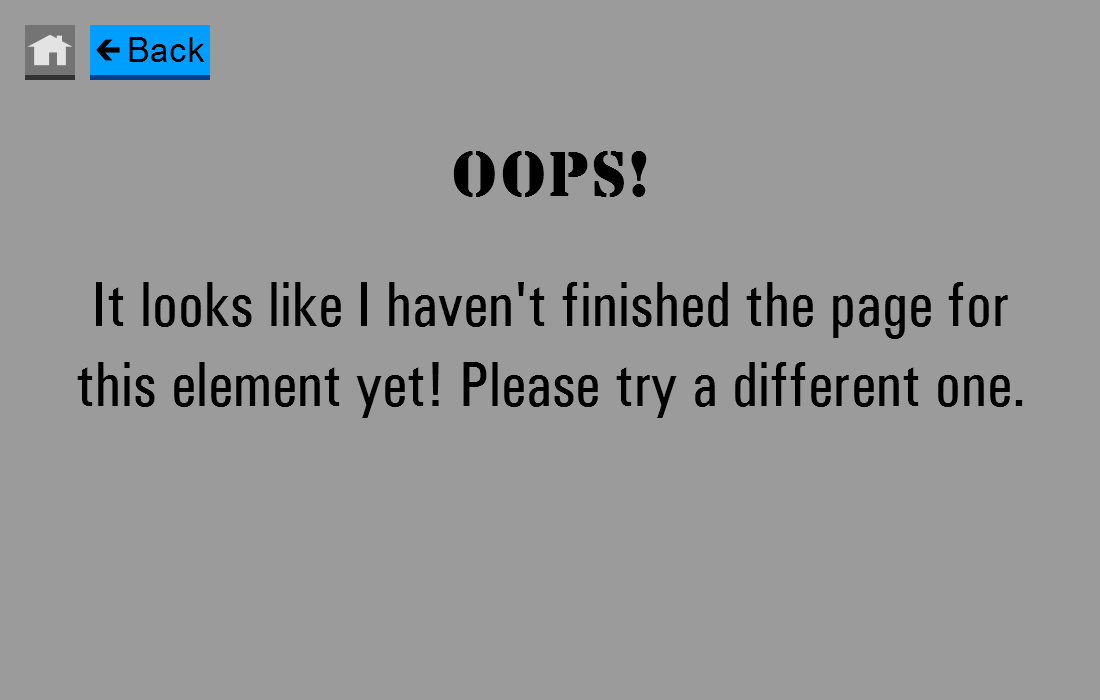 Back
OOPS!
It looks like I haven't finished the page for
this element yet! Please try a different one.